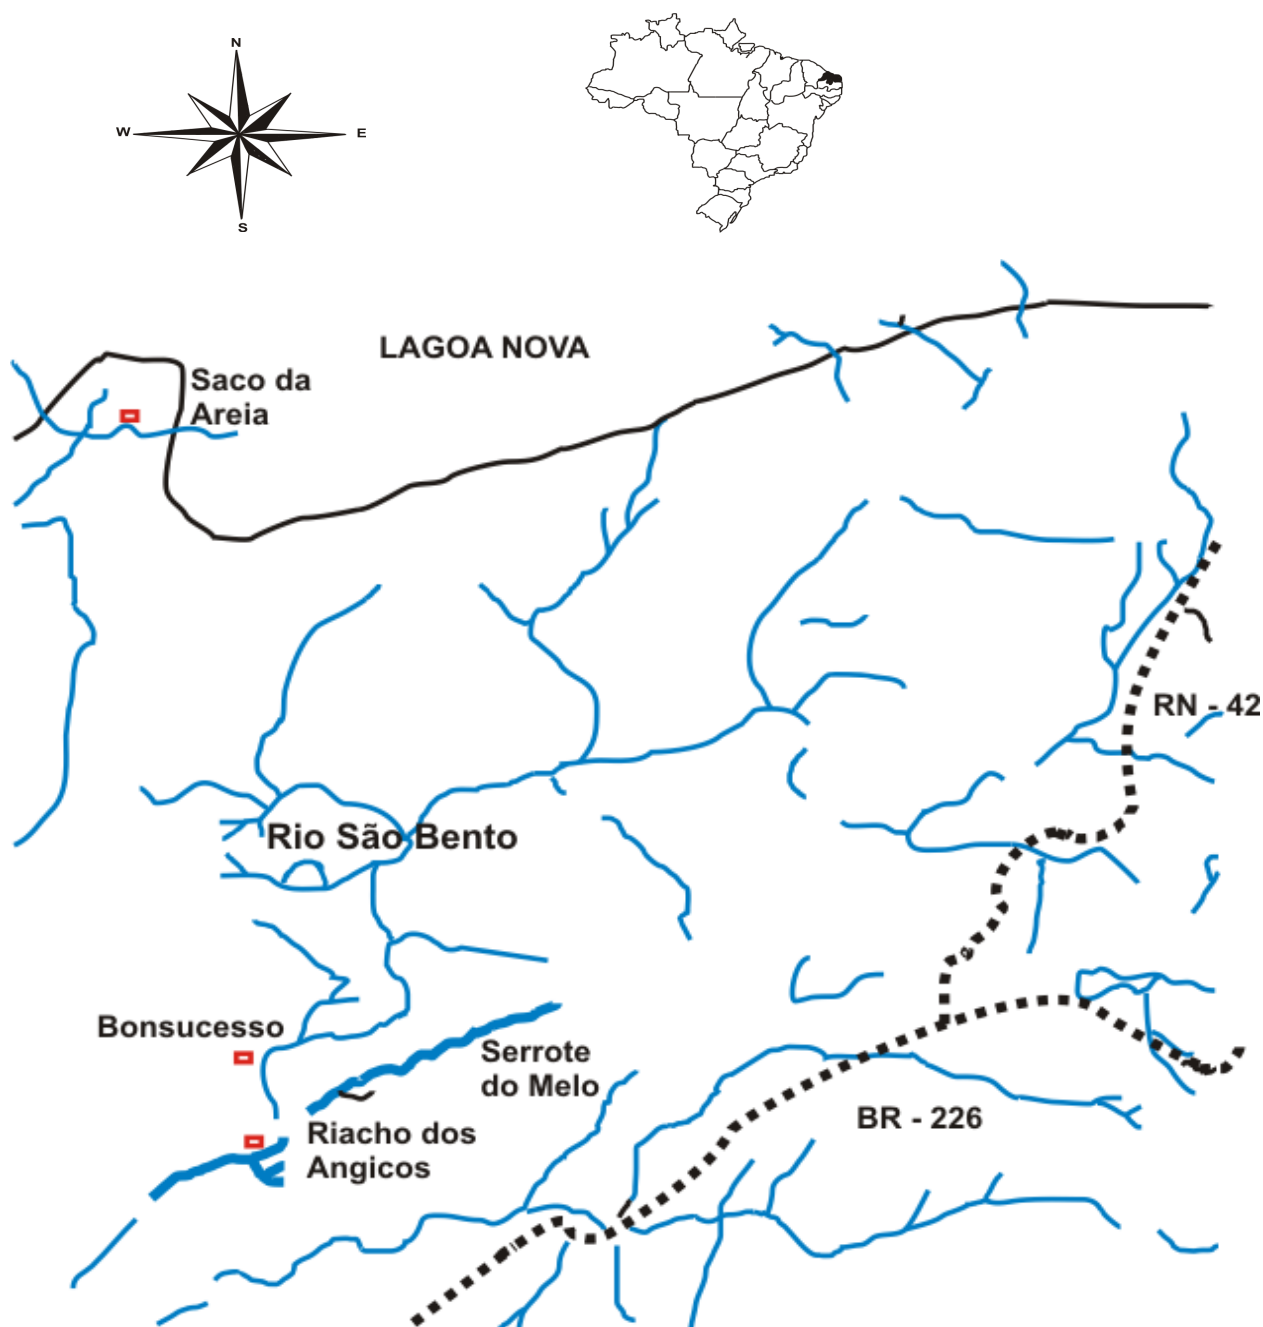 N
W
E
S
LAGOA NOVA
Saco da
Areia
RN - 42
Rio São Bento
Bonsucesso
Serrote
do Melo
BR - 226
Riacho dos
Angicos